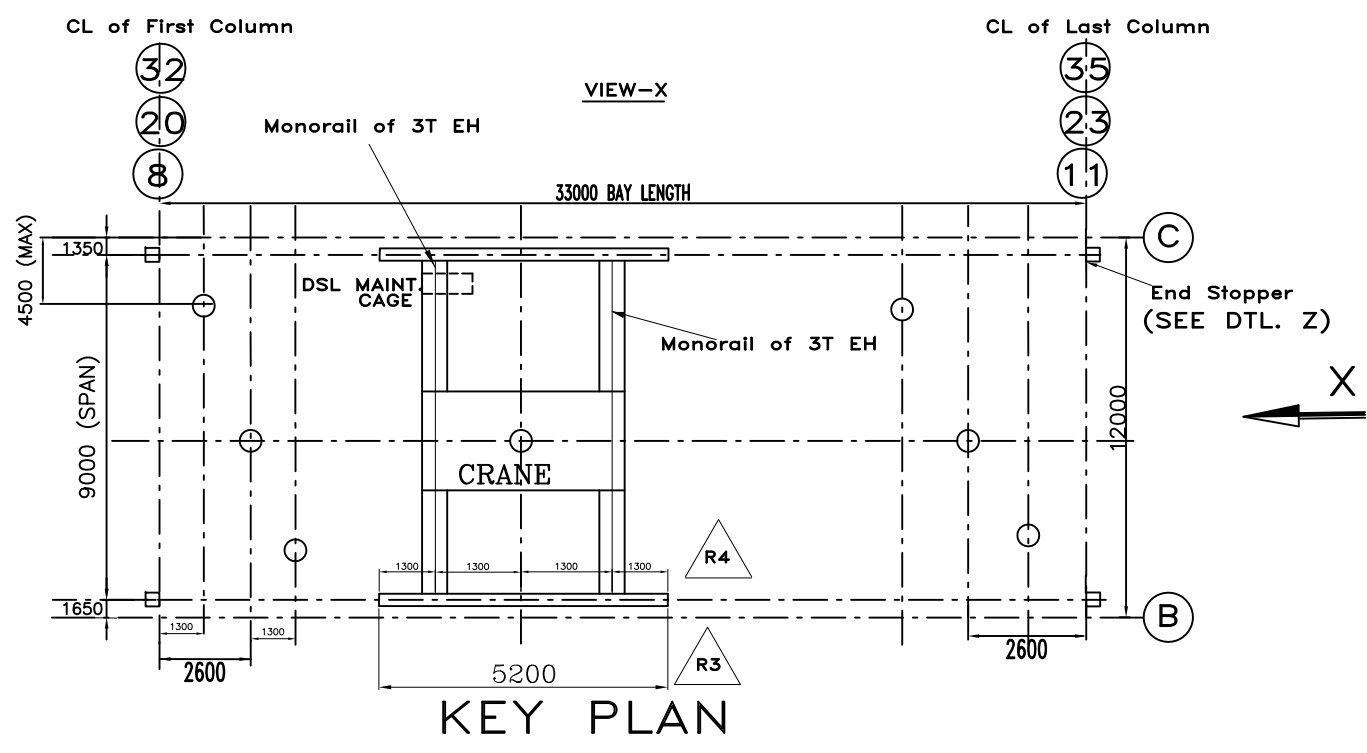 CL of First Column
CL of Last Column
32
35
VIEW-X
20
23
Monorail of 3T EH
8
11
33000 BAY LENGTH
4500 (MAX)
1350
C
DSL MAINT.
CAGE
End Stopper
(SEE DTL. Z)
Monorail of 3T EH
X
9000 (SPAN)
12000
CRANE
R4
1300
1300
1300
1300
1650
B
1300
1300
2600
2600
R3
5200
KEY PLAN